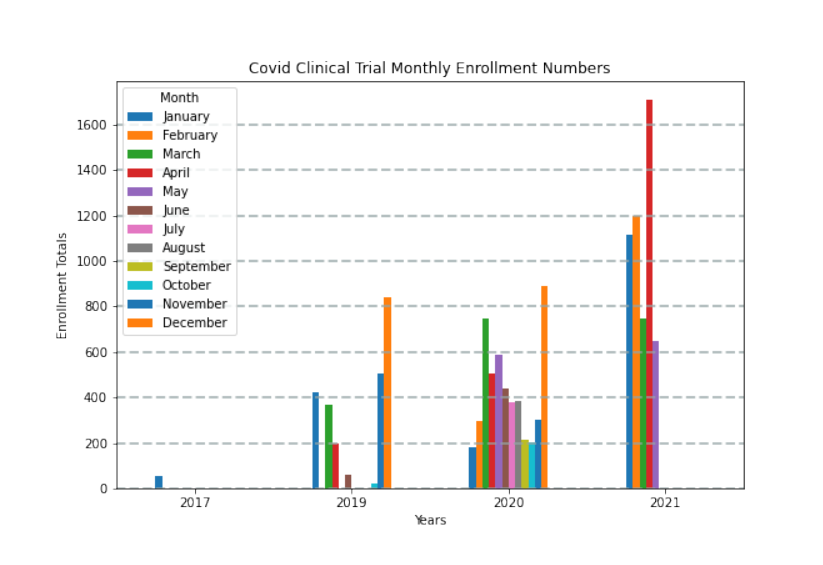 Covid Clinical Trial Monthly Enrollment Numbers
Month
January
February
March
April
May
June
July
August
September
October
November
December
1600
1400
1200
1000
800
600
400
200
0
Enrollment Totals
2017
2019
2020
2021
Years